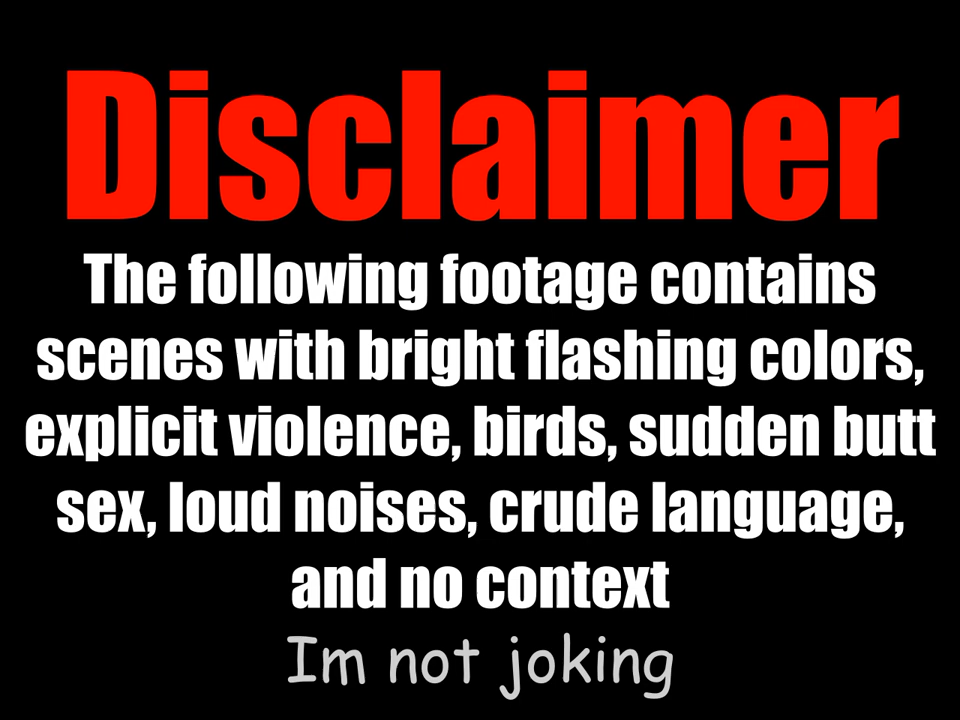 Disclaimer
The following footage contains
scenes with bright flashing colors,
explicit violence, birds, sudden butt
sex, loud noises, crude language,
and no context
Im not joking